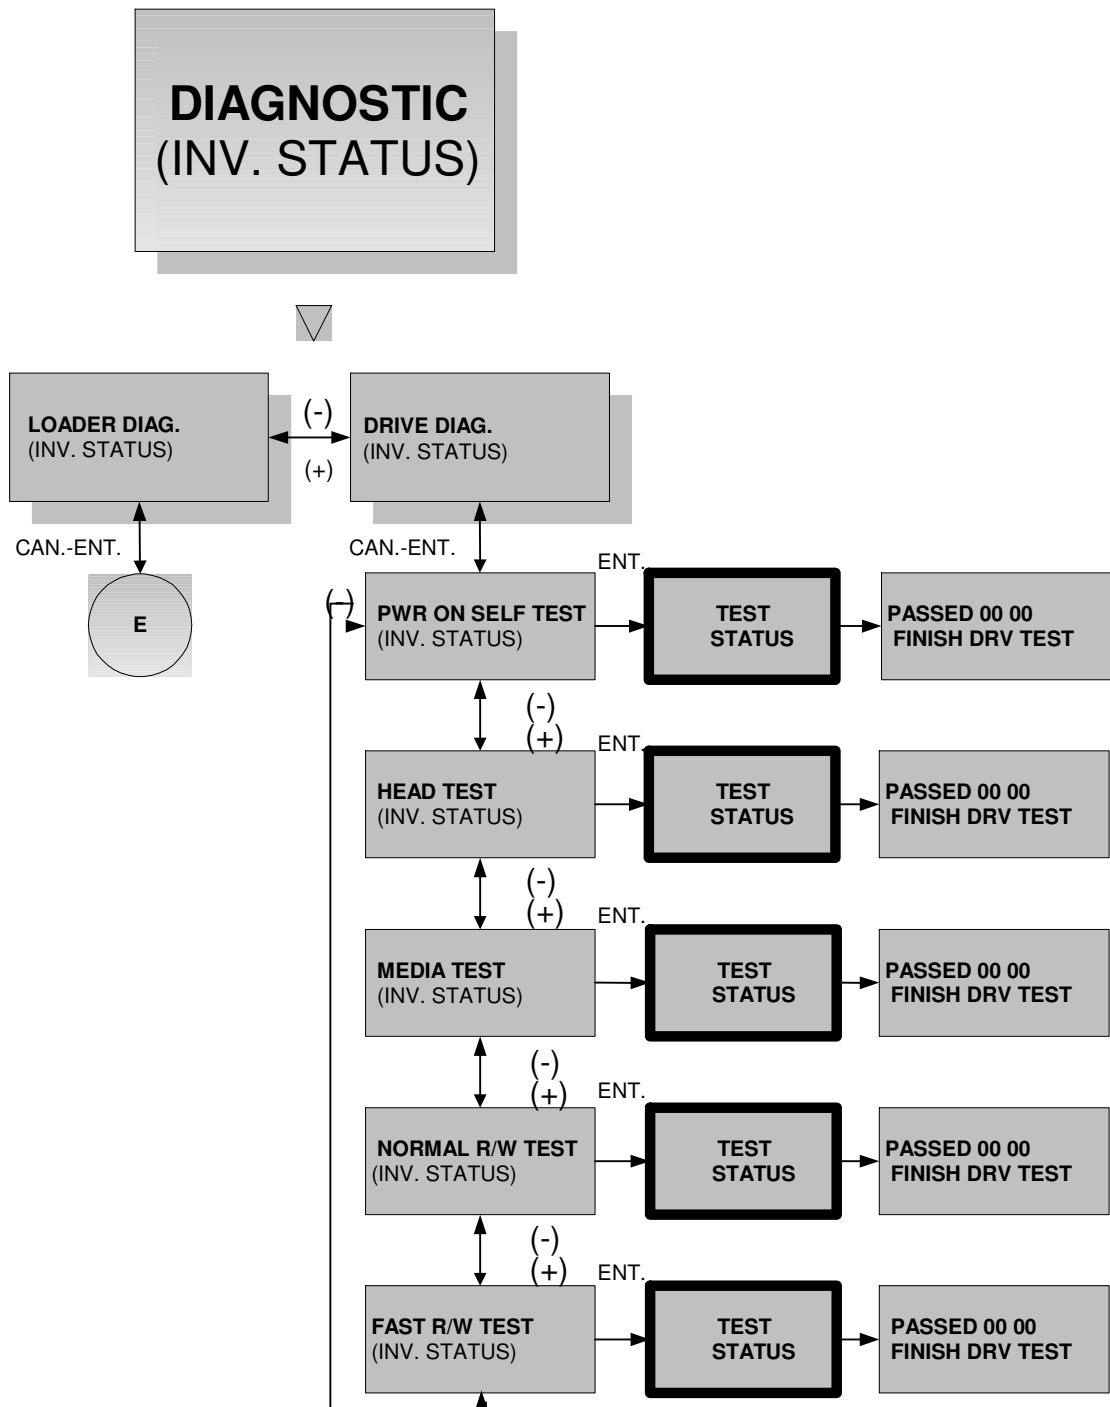 DIAGNOSTIC
(INV. STATUS)
LOADER DIAG.
(INV. STATUS)
(-)
(+)
DRIVE DIAG.
(INV. STATUS)
CAN.-ENT.
CAN.-ENT.
E
(-)
PWR ON SELF TEST
(INV. STATUS)
ENT.
TEST
STATUS
PASSED 00 00
FINISH DRV TEST
(-)
(+)
HEAD TEST
(INV. STATUS)
ENT.
TEST
STATUS
PASSED 00 00
FINISH DRV TEST
(-)
(+)
MEDIA TEST
(INV. STATUS)
ENT.
TEST
STATUS
PASSED 00 00
FINISH DRV TEST
(-)
(+)
NORMAL R/W TEST
(INV. STATUS)
ENT.
TEST
STATUS
PASSED 00 00
FINISH DRV TEST
(-)
(+)
FAST R/W TEST
(INV. STATUS)
ENT.
TEST
STATUS
PASSED 00 00
FINISH DRV TEST